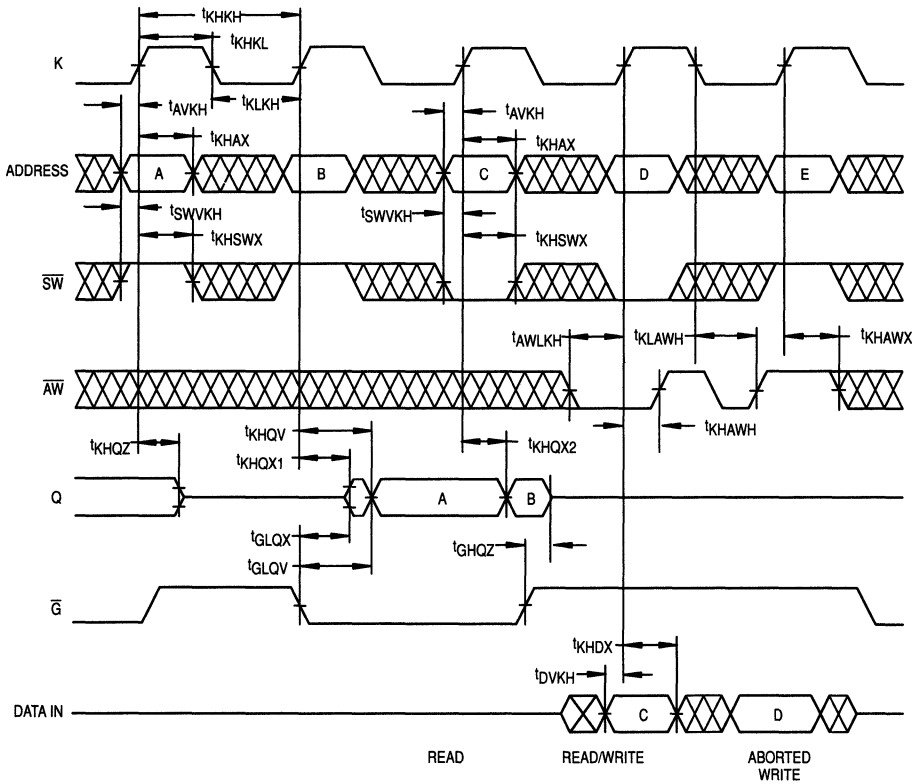 tKHKH
tKHKL
K
tAVKH
tKLKH
tAVKH
tKHAX
tKHAX
ADDRESS
A
B
C
D
E
tSWVKH
tSWVKH
tKHSWX
tKHSWX
SW
tAWLKH
tKLAWH
tKHAWX
AW
tKHQZ
tKHQV
tKHQX1
tKHQX2
tKHAWH
Q
A
B
tGLQX
tGHQZ
tGLQV
G
tKHDX
tDVKH
DATA IN
C
D
READ
READ/WRITE
ABORTED
WRITE